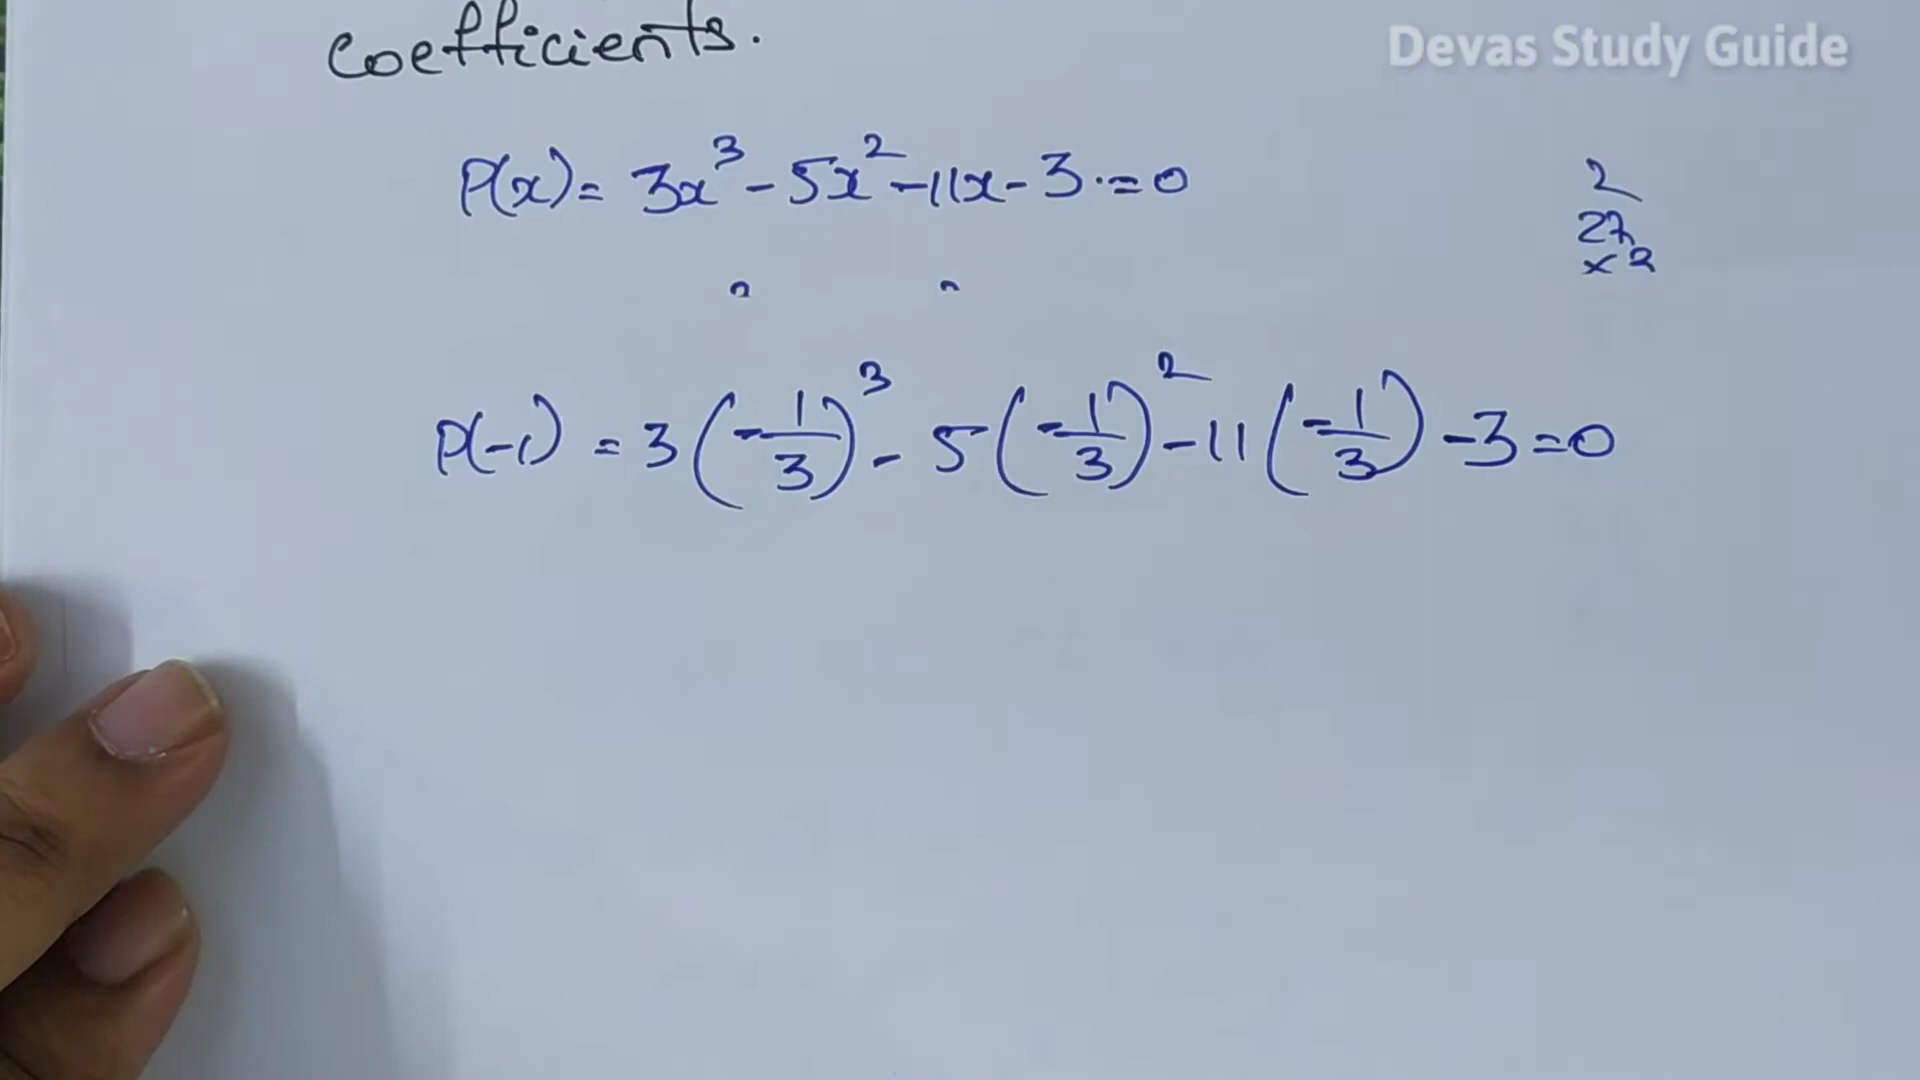 coefficients.
Devas Study Guide
P(x) = 3x³ - 5x² - 11x - 3 . = 0
2
27
x 2
P(-1) = 3(-1/3)³ - 5(-1/3)² - 11(-1/3) - 3 = 0